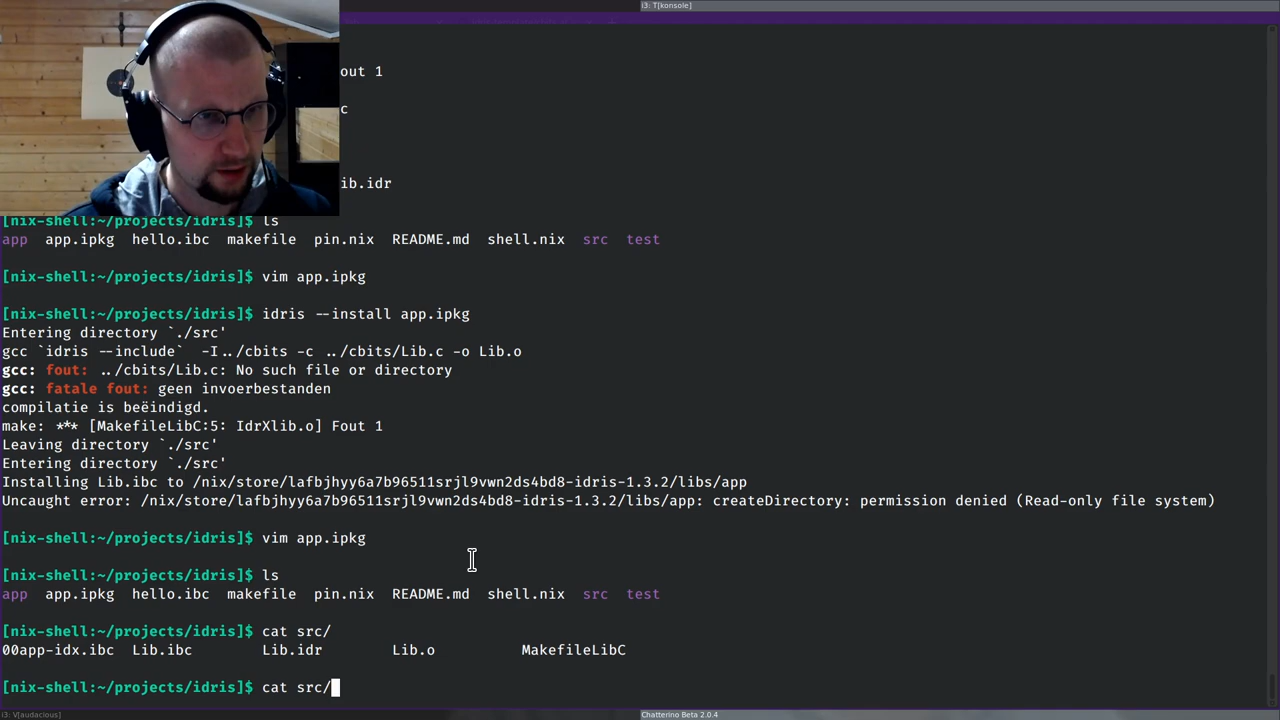 i3: T[konsole]
out 1
c
ib.idr
[nix-shell:~/projects/idris]$ ls
app app.ipkg hello.ibc makefile pin.nix README.md shell.nix src test
[nix-shell:~/projects/idris]$ vim app.ipkg
[nix-shell:~/projects/idris]$ idris --install app.ipkg
Entering directory `./src'
gcc `idris --include` -I../cbits -c ../cbits/Lib.c -o Lib.o
gcc: fout: ../cbits/Lib.c: No such file or directory
gcc: fatale fout: geen invoerbestanden
compilatie is beëindigd.
make: *** [MakefileLibC:5: IdrXlib.o] Fout 1
Leaving directory `./src'
Entering directory `./src'
Installing Lib.ibc to /nix/store/lafbjhyy6a7b96511srjl9vwn2ds4bd8-idris-1.3.2/libs/app
Uncaught error: /nix/store/lafbjhyy6a7b96511srjl9vwn2ds4bd8-idris-1.3.2/libs/app: createDirectory: permission denied (Read-only file system)
[nix-shell:~/projects/idris]$ vim app.ipkg
[nix-shell:~/projects/idris]$ ls
app app.ipkg hello.ibc makefile pin.nix README.md shell.nix src test
[nix-shell:~/projects/idris]$ cat src/
00app-idx.ibc Lib.ibc Lib.idr Lib.o MakefileLibC
[nix-shell:~/projects/idris]$ cat src/
i3: V[audacious] Chatterino Beta 2.0.4